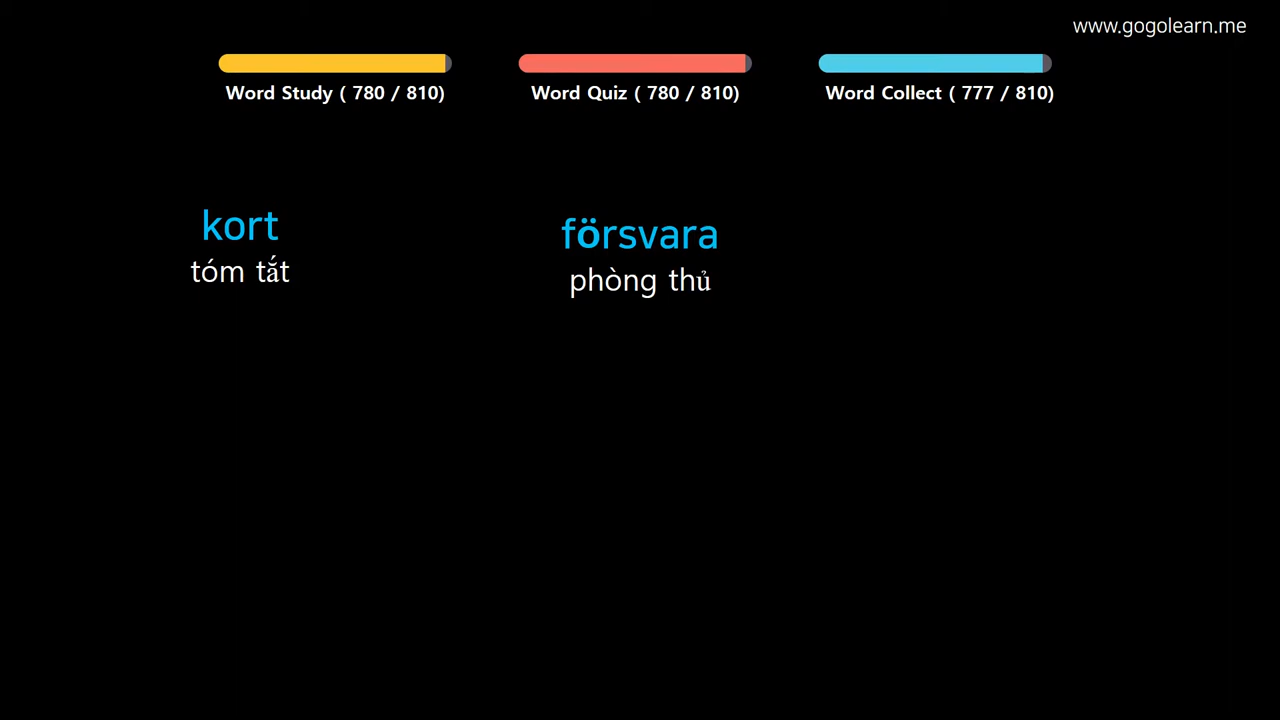 www.gogolearn.me
Word Study ( 780 / 810)
Word Quiz ( 780 / 810)
Word Collect ( 777 / 810)
kort
tóm tắt
försvara
phòng thủ